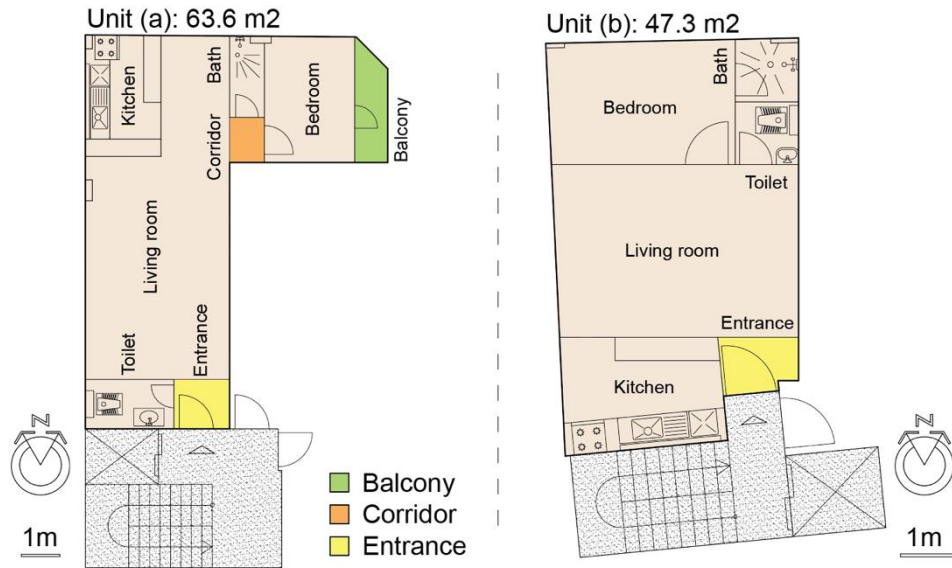 Unit (a): 63.6 m2
Kitchen
Bath
Bedroom
Balcony
Corridor
Living room
Toilet
Entrance
N
1m
Balcony
Corridor
Entrance
Unit (b): 47.3 m2
Bath
Bedroom
Toilet
Living room
Entrance
Kitchen
N
1m